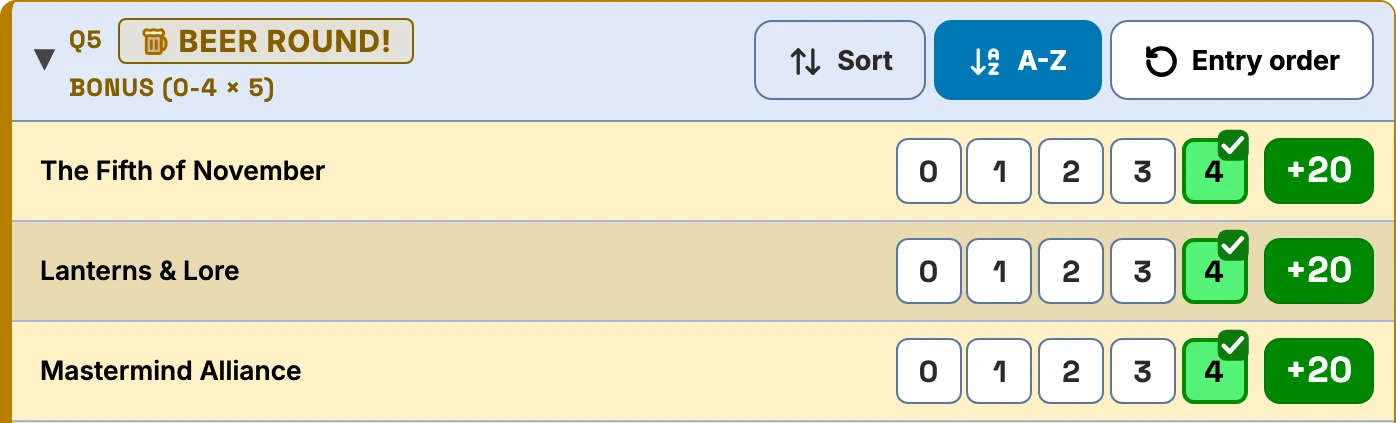 Q5 BEER ROUND!
BONUS (0-4 × 5)
Sort A-Z Entry order
The Fifth of November 0 1 2 3 4 +20
Lanterns & Lore 0 1 2 3 4 +20
Mastermind Alliance 0 1 2 3 4 +20